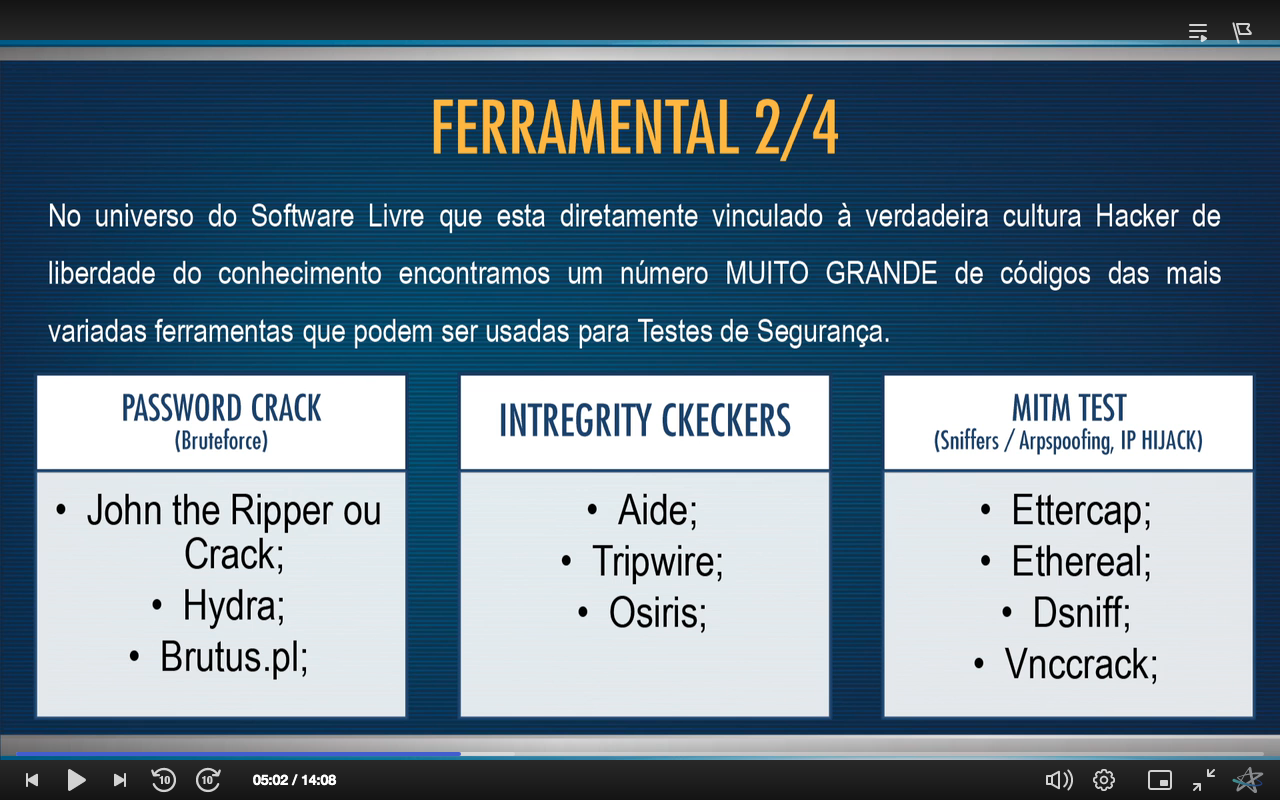 FERRAMENTAL 2/4
No universo do Software Livre que esta diretamente vinculado à verdadeira cultura Hacker de
liberdade do conhecimento encontramos um número MUITO GRANDE de códigos das mais
variadas ferramentas que podem ser usadas para Testes de Segurança.
PASSWORD CRACK
(Bruteforce)
• John the Ripper ou
Crack;
• Hydra;
• Brutus.pl;
INTREGRITY CKECKERS
• Aide;
• Tripwire;
• Osiris;
MITM TEST
(Sniffers / Arpspoofing, IP HIJACK)
• Ettercap;
• Ethereal;
• Dsniff;
• Vnccrack;
10
10
05:02 / 14:08